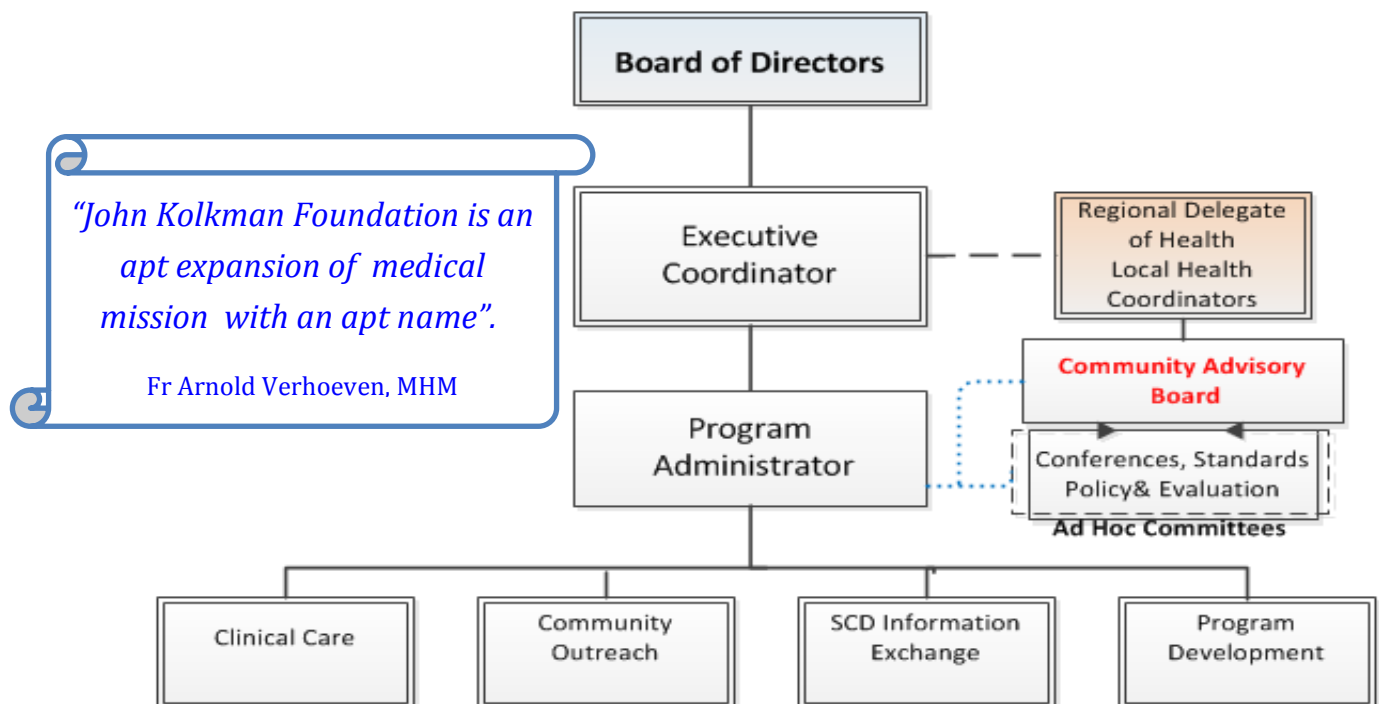 Board of Directors
“John Kolkman Foundation is an
apt expansion of medical
mission with an apt name”.
Fr Arnold Verhoeven, MHM
Executive
Coordinator
Regional Delegate
of Health
Local Health
Coordinators
Community Advisory
Board
Program
Administrator
Conferences, Standards
Policy& Evaluation
Ad Hoc Committees
Clinical Care
Community
Outreach
SCD Information
Exchange
Program
Development